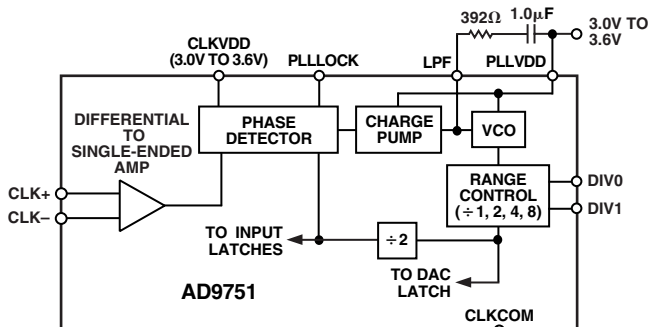 392Ω 1.0μF
3.0V TO
3.6V
CLKVDD
(3.0V TO 3.6V)
PLLLOCK
LPF
PLLVDD
DIFFERENTIAL
TO
SINGLE-ENDED
AMP
PHASE
DETECTOR
CHARGE
PUMP
VCO
CLK+
CLK–
RANGE
CONTROL
(÷1, 2, 4, 8)
DIV0
DIV1
TO INPUT
LATCHES
÷2
TO DAC
LATCH
AD9751
CLKCOM